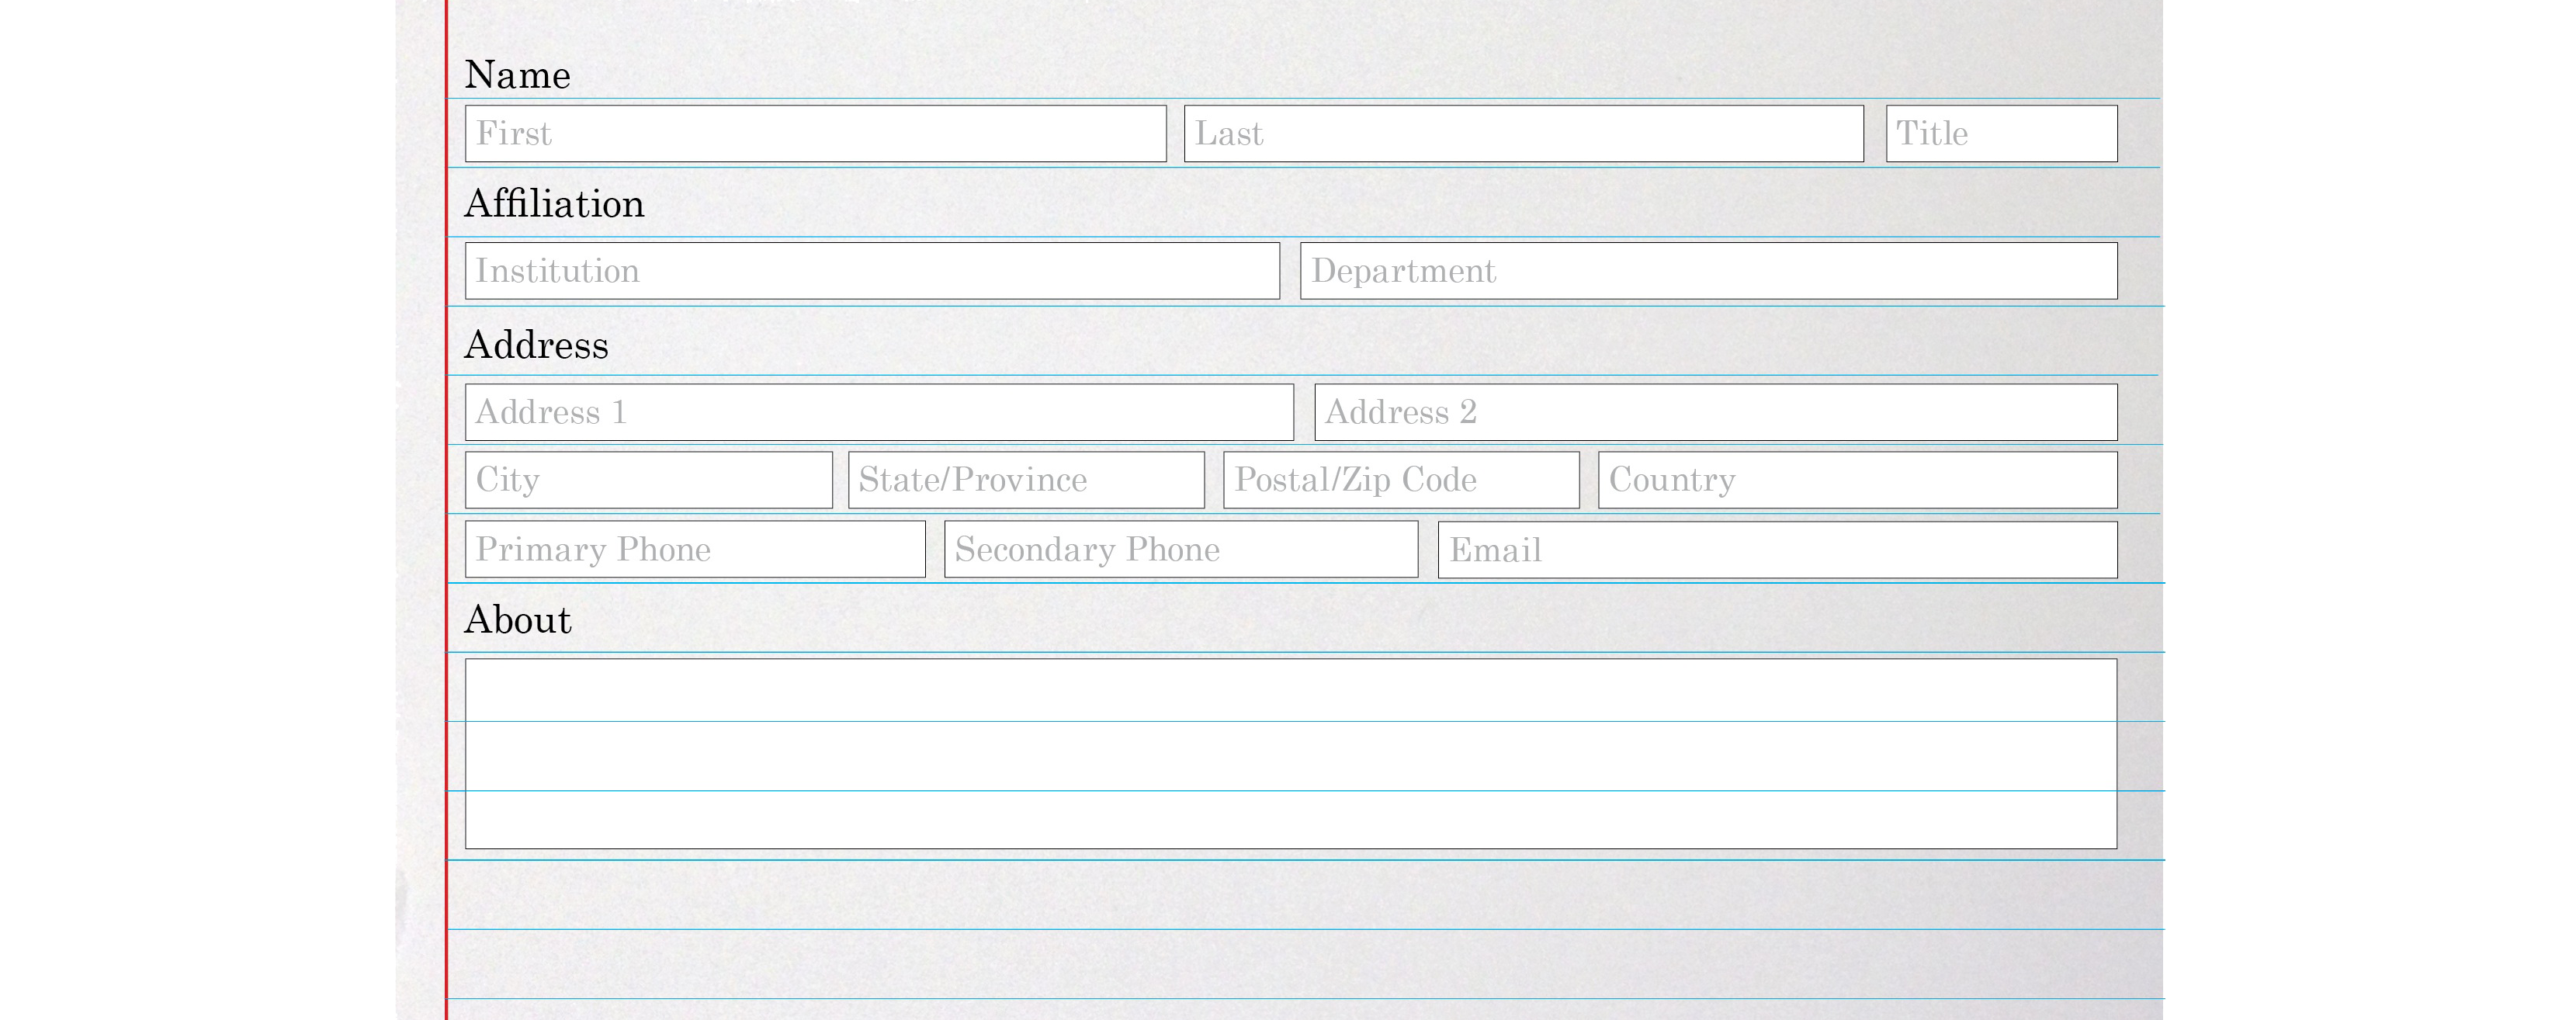 Name
First Last Title
Affiliation
Institution Department
Address
Address 1 Address 2
City State/Province Postal/Zip Code Country
Primary Phone Secondary Phone Email
About